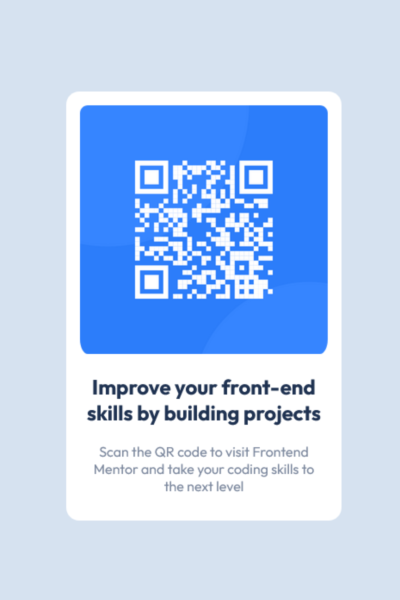 Improve your front-end
skills by building projects
Scan the QR code to visit Frontend
Mentor and take your coding skills to
the next level